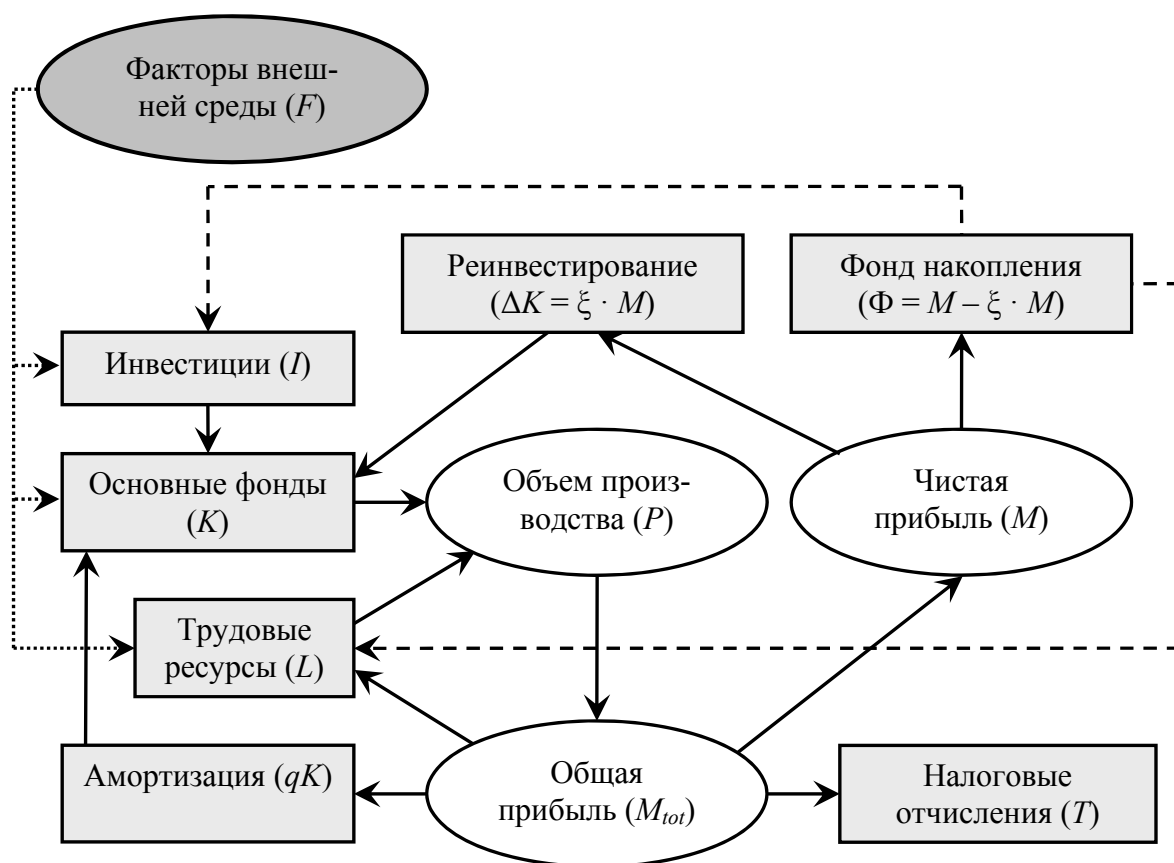 Факторы внеш-
ней среды (F)
Реинвестирование
(ΔK = ξ · M)
Фонд накопления
(Φ = M – ξ · M)
Инвестиции (I)
Основные фонды
(K)
Объем произ-
водства (P)
Чистая
прибыль (M)
Трудовые
ресурсы (L)
Амортизация (qK)
Общая
прибыль (Mtot)
Налоговые
отчисления (T)